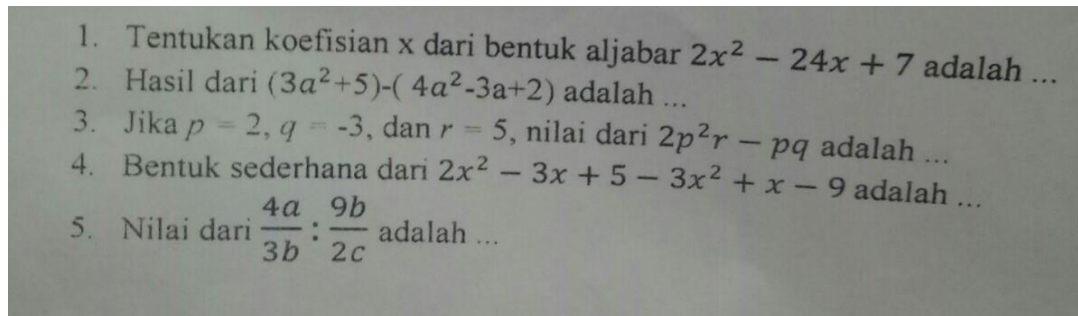 1. Tentukan koefisian x dari bentuk aljabar 2x² − 24x + 7 adalah ...
2. Hasil dari (3a²+5)-( 4a²-3a+2) adalah ...
3. Jika p = 2, q = -3, dan r = 5, nilai dari 2p²r − pq adalah ...
4. Bentuk sederhana dari 2x² − 3x + 5 − 3x² + x − 9 adalah ...
5. Nilai dari 4a/3b : 9b/2c adalah ...